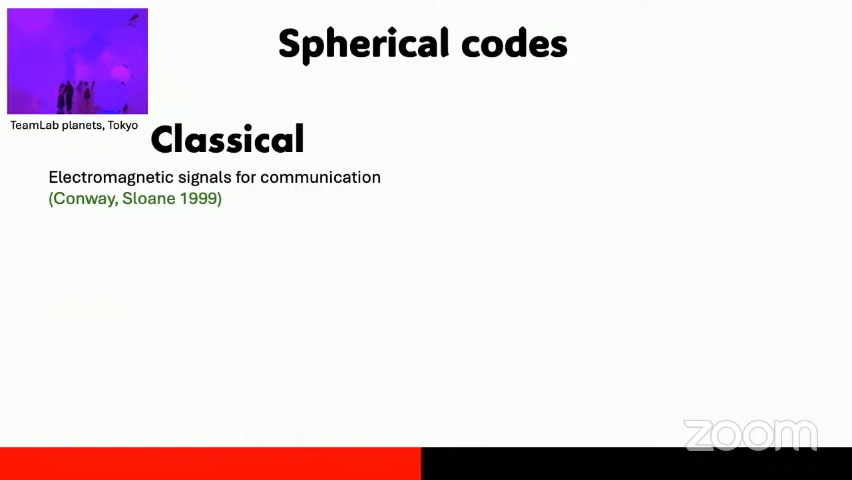 Spherical codes
TeamLab planets, Tokyo
Classical
Electromagnetic signals for communication
(Conway, Sloane 1999)
zoom